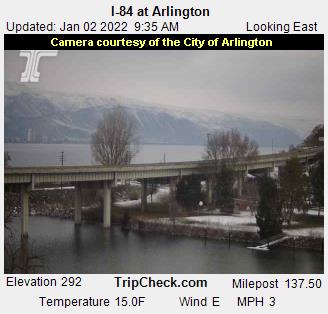 I-84 at Arlington
Updated: Jan 02 2022 9:35 AM Looking East
Camera courtesy of the City of Arlington
Elevation 292 TripCheck.com Milepost 137.50
Temperature 15.0F Wind E MPH 3